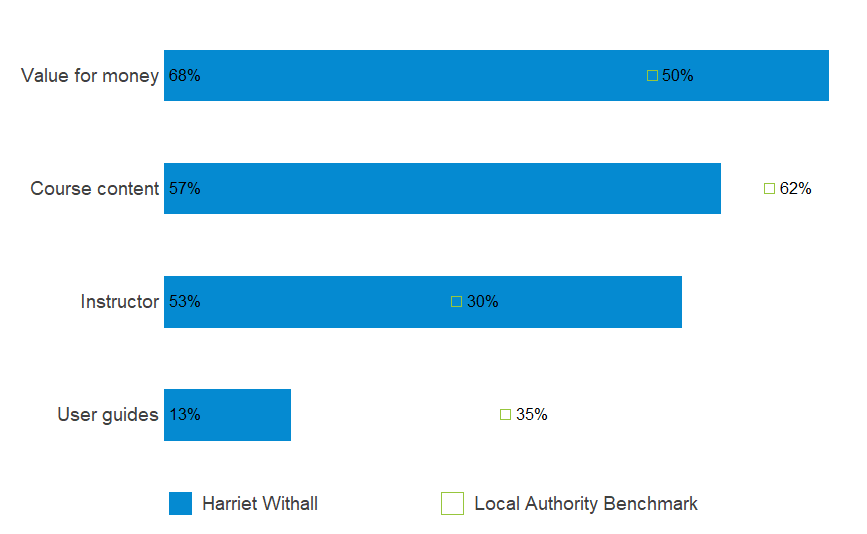 Value for money 68% 50%
Course content 57% 62%
Instructor 53% 30%
User guides 13% 35%
Harriet Withall Local Authority Benchmark